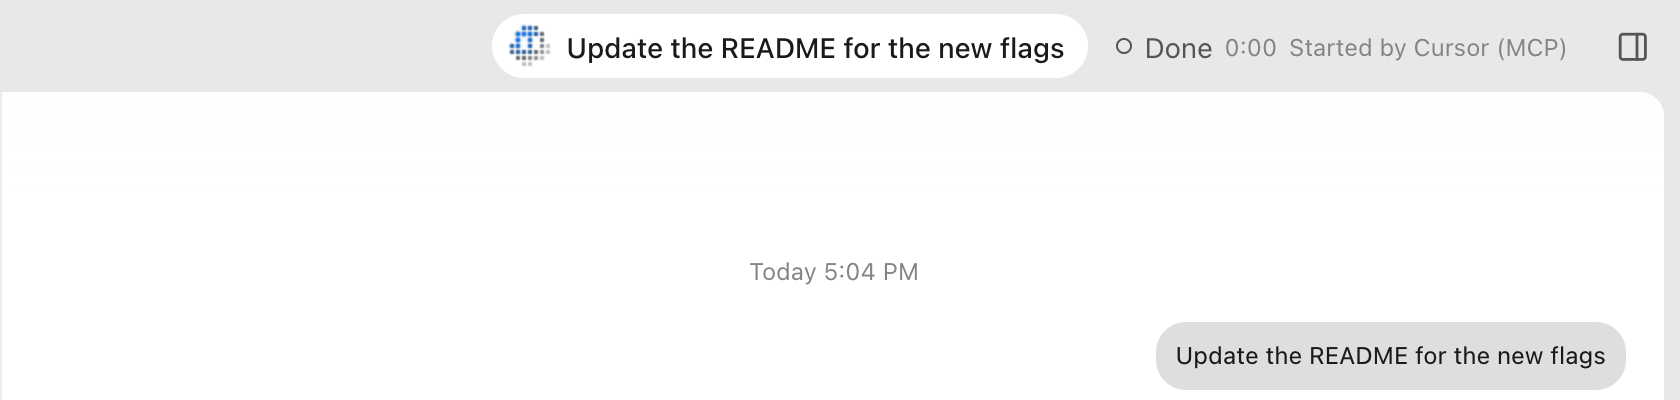 Update the README for the new flags
Done 0:00 Started by Cursor (MCP)
Today 5:04 PM
Update the README for the new flags